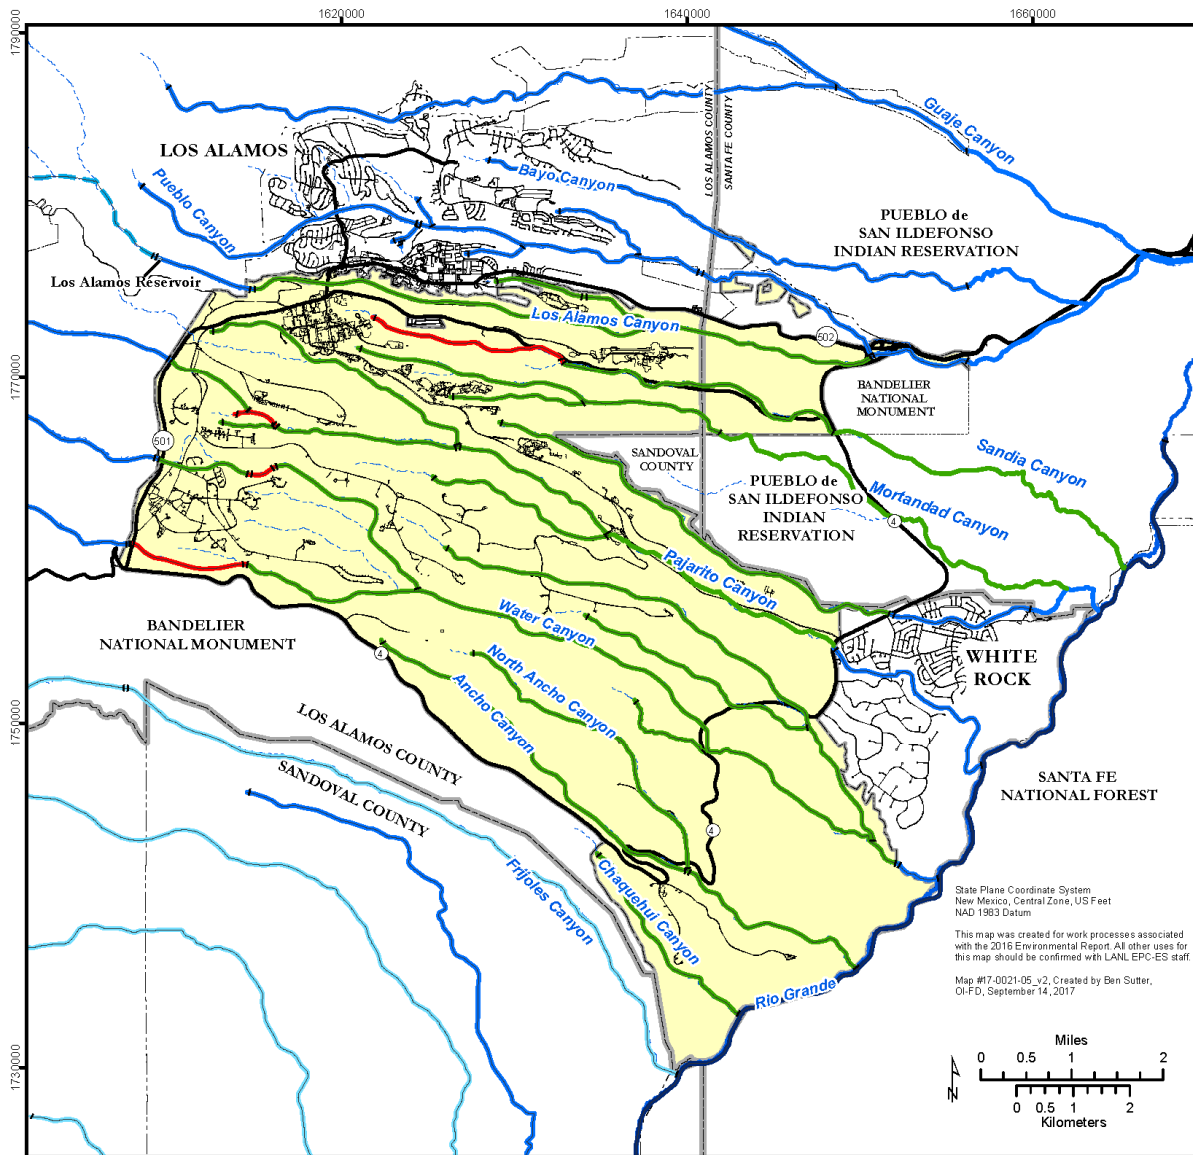 1620000
1640000
1660000
1790000
1770000
1750000
1730000
Guaje Canyon
LOS ALAMOS COUNTY
SANTA FE COUNTY
LOS ALAMOS
Bayo Canyon
Pueblo Canyon
PUEBLO de
SAN ILDEFONSO
INDIAN RESERVATION
Los Alamos Reservoir
Los Alamos Canyon
502
BANDELIER
NATIONAL
MONUMENT
501
SANDOVAL
COUNTY
Sandia Canyon
PUEBLO de
SAN ILDEFONSO
INDIAN
RESERVATION
Mortandad Canyon
4
Pajarito Canyon
Water Canyon
BANDELIER
NATIONAL MONUMENT
4
North Ancho Canyon
WHITE
ROCK
Ancho Canyon
LOS ALAMOS COUNTY
SANDOVAL COUNTY
SANTA FE
NATIONAL FOREST
4
Frijoles Canyon
Chaquehui Canyon
Rio Grande
State Plane Coordinate System
New Mexico, Central Zone, US Feet
NAD 1983 Datum
This map was created for work processes associated
with the 2016 Environmental Report. All other uses for
this map should be confirmed with LANL EPC-ES staff.
Map #17-0021-05_v2, Created by Ben Sutter,
OI-FD, September 14, 2017
N
Miles
0 0.5 1 2
0 0.5 1 2
Kilometers